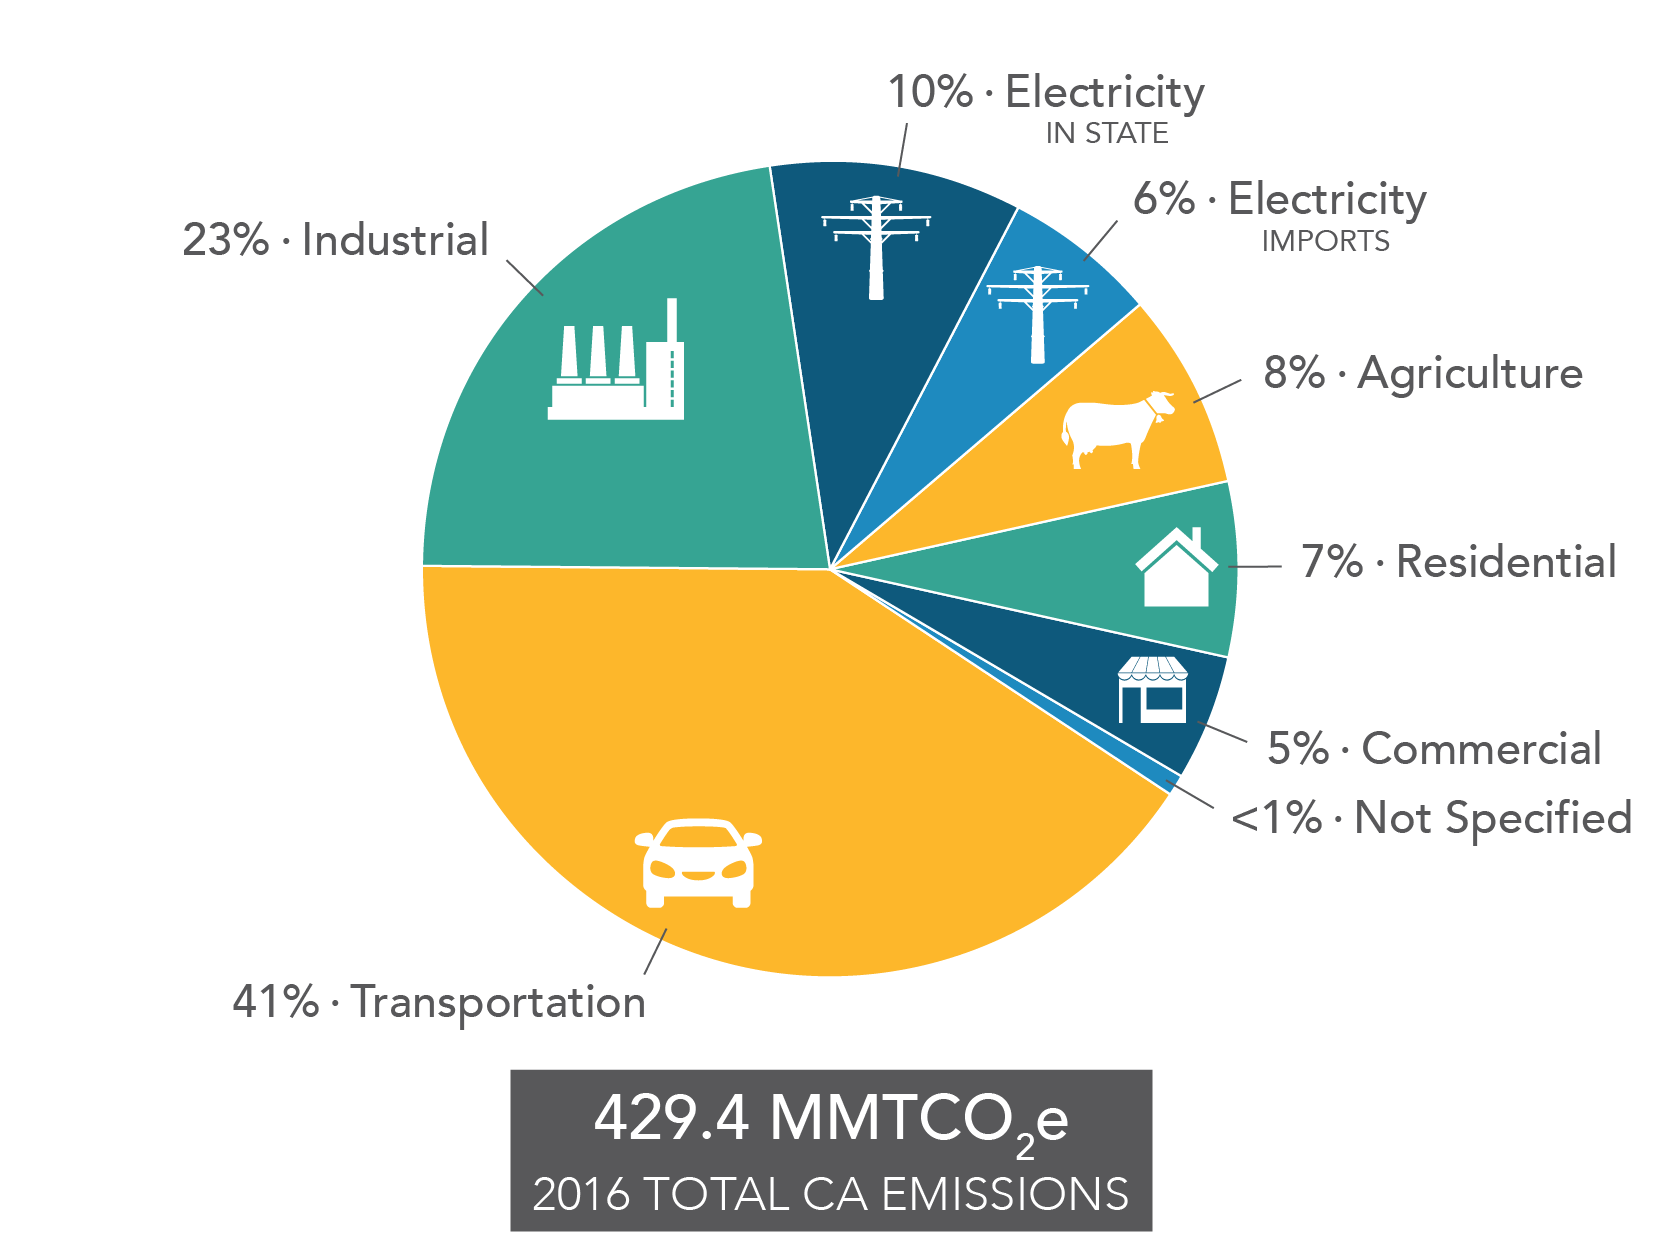 10% · Electricity
IN STATE
6% · Electricity
IMPORTS
23% · Industrial
8% · Agriculture
7% · Residential
5% · Commercial
<1% · Not Specified
41% · Transportation
429.4 MMTCO₂e
2016 TOTAL CA EMISSIONS